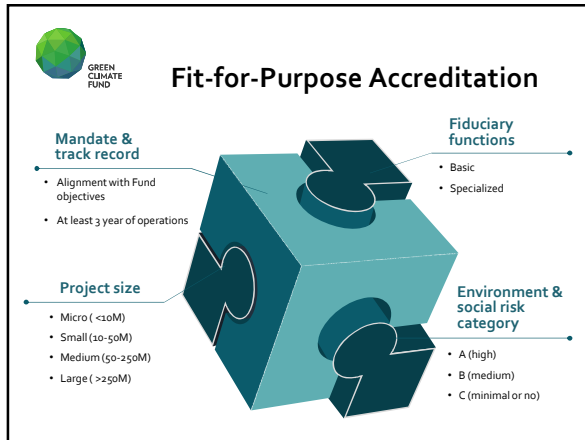 GREEN
CLIMATE
FUND
Fit-for-Purpose Accreditation
Mandate &
track record
• Alignment with Fund
objectives
• At least 3 year of operations
Fiduciary
functions
• Basic
• Specialized
Project size
• Micro ( <10M)
• Small (10-50M)
• Medium (50-250M)
• Large ( >250M)
Environment &
social risk
category
• A (high)
• B (medium)
• C (minimal or no)